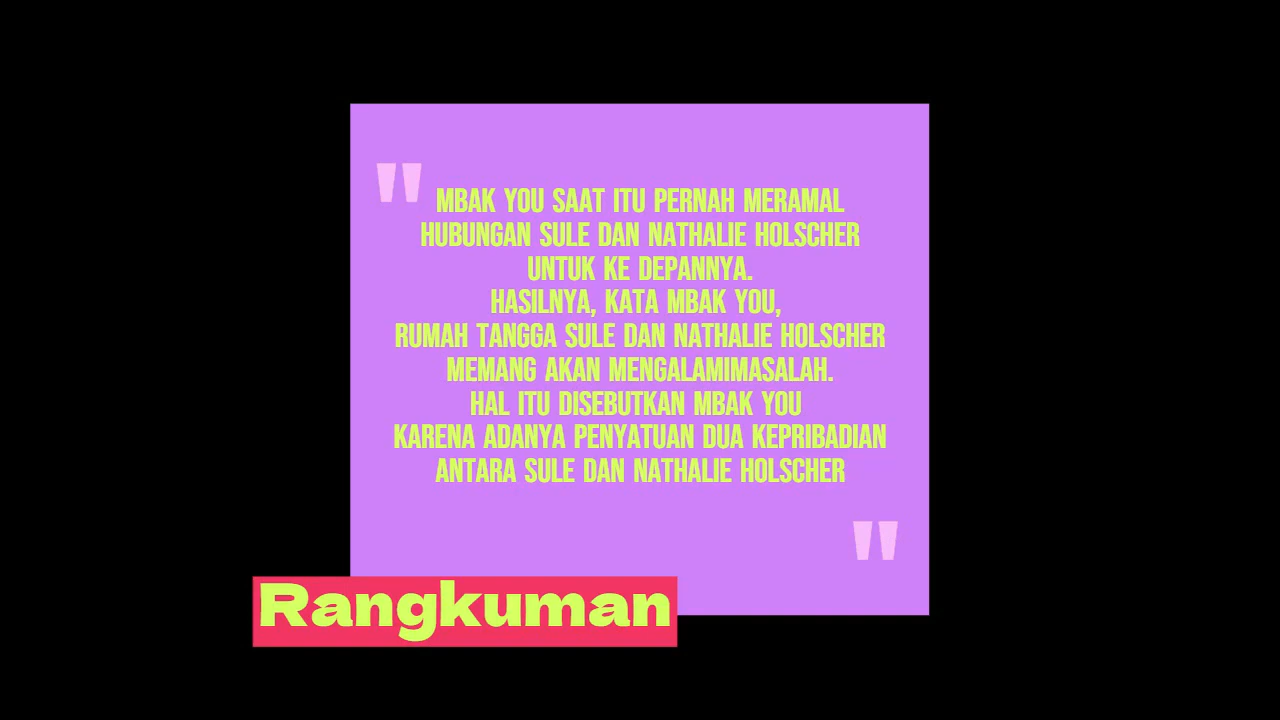 "
MBAK YOU SAAT ITU PERNAH MERAMAL
HUBUNGAN SULE DAN NATHALIE HOLSCHER
UNTUK KE DEPANNYA.
HASILNYA, KATA MBAK YOU,
RUMAH TANGGA SULE DAN NATHALIE HOLSCHER
MEMANG AKAN MENGALAMIMASALAH.
HAL ITU DISEBUTKAN MBAK YOU
KARENA ADANYA PENYATUAN DUA KEPRIBADIAN
ANTARA SULE DAN NATHALIE HOLSCHER
"
Rangkuman